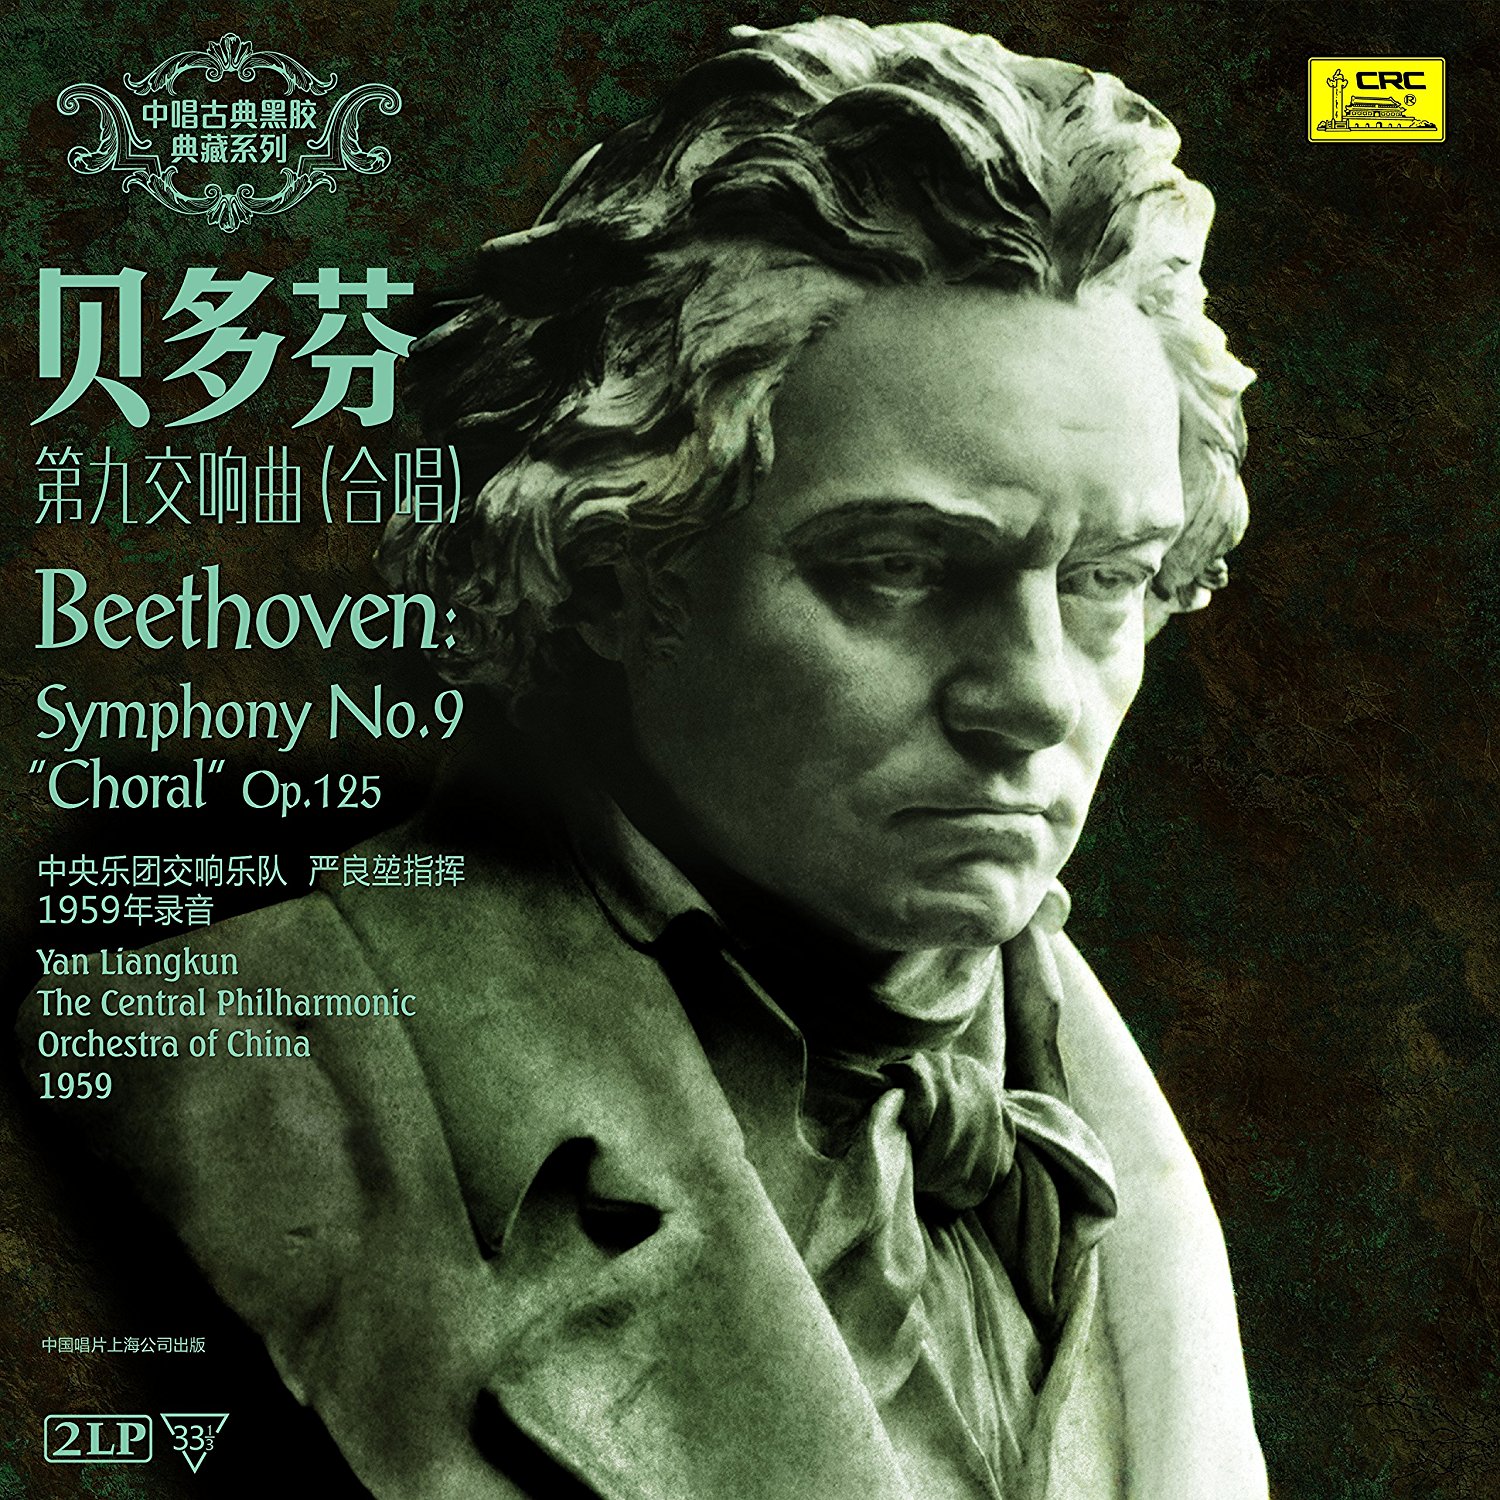 中唱古典黑胶
典藏系列
CRC
®
贝多芬
第九交响曲(合唱)
Beethoven:
Symphony No.9
"Choral" Op.125
中央乐团交响乐队 严良堃指挥
1959年录音
Yan Liangkun
The Central Philharmonic
Orchestra of China
1959
中国唱片上海公司出版
2LP
33⅓